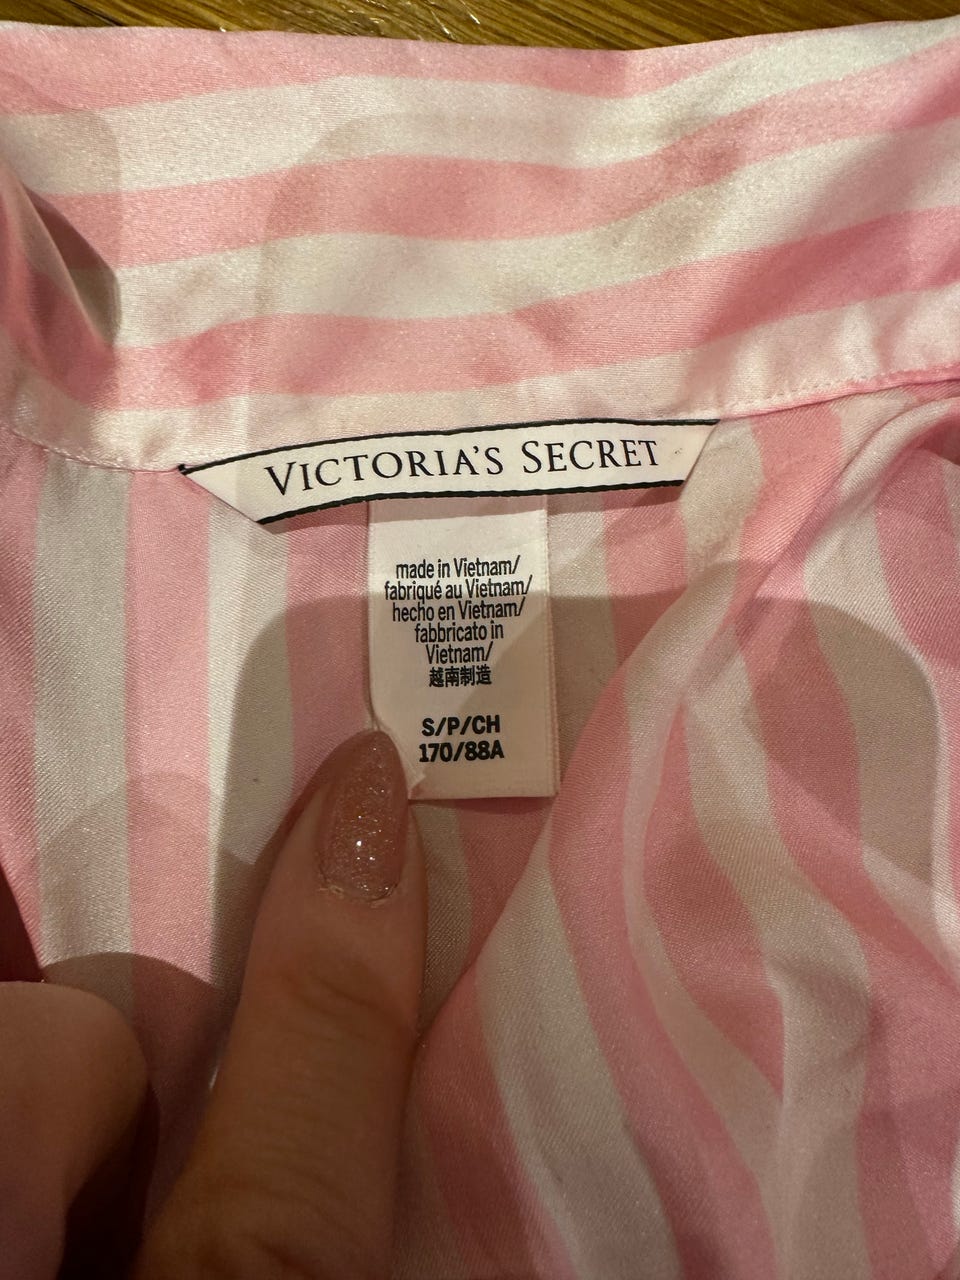 VICTORIA'S SECRET
made in Vietnam/
fabriqué au Vietnam/
hecho en Vietnam/
fabbricato in
Vietnam/
越南制造
S/P/CH
170/88A